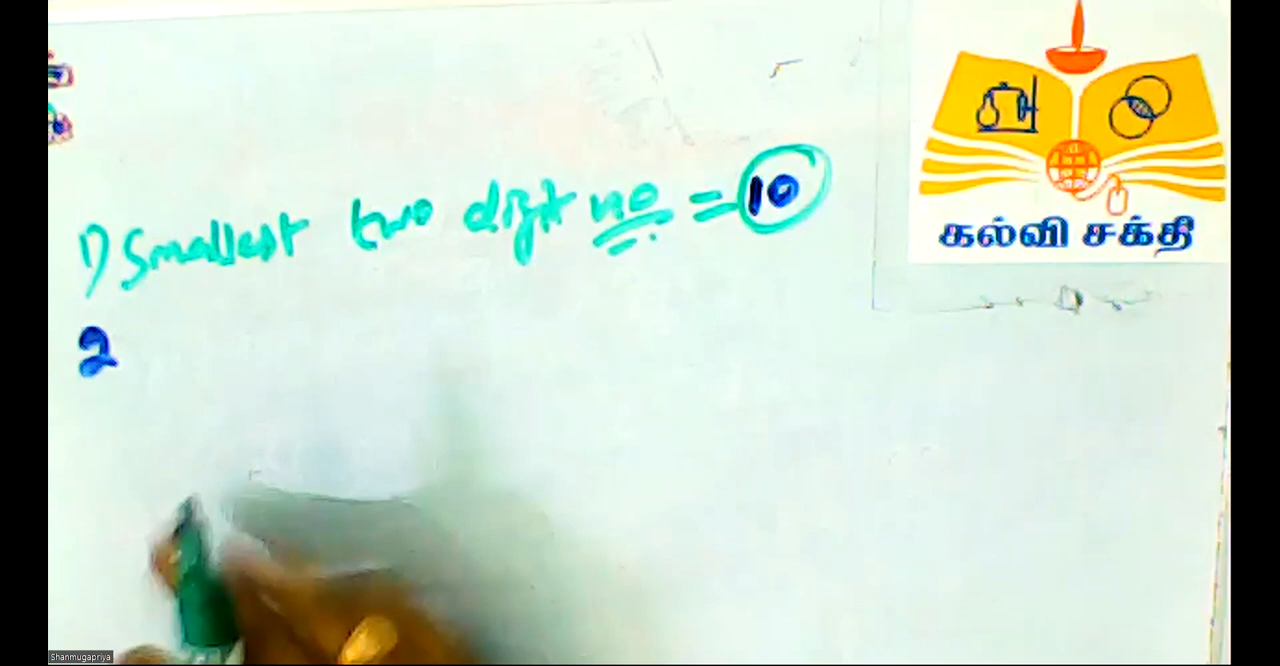 1) Smallest two digit no = 10
கல்வி சக்தீ
2
Shanmugapriya